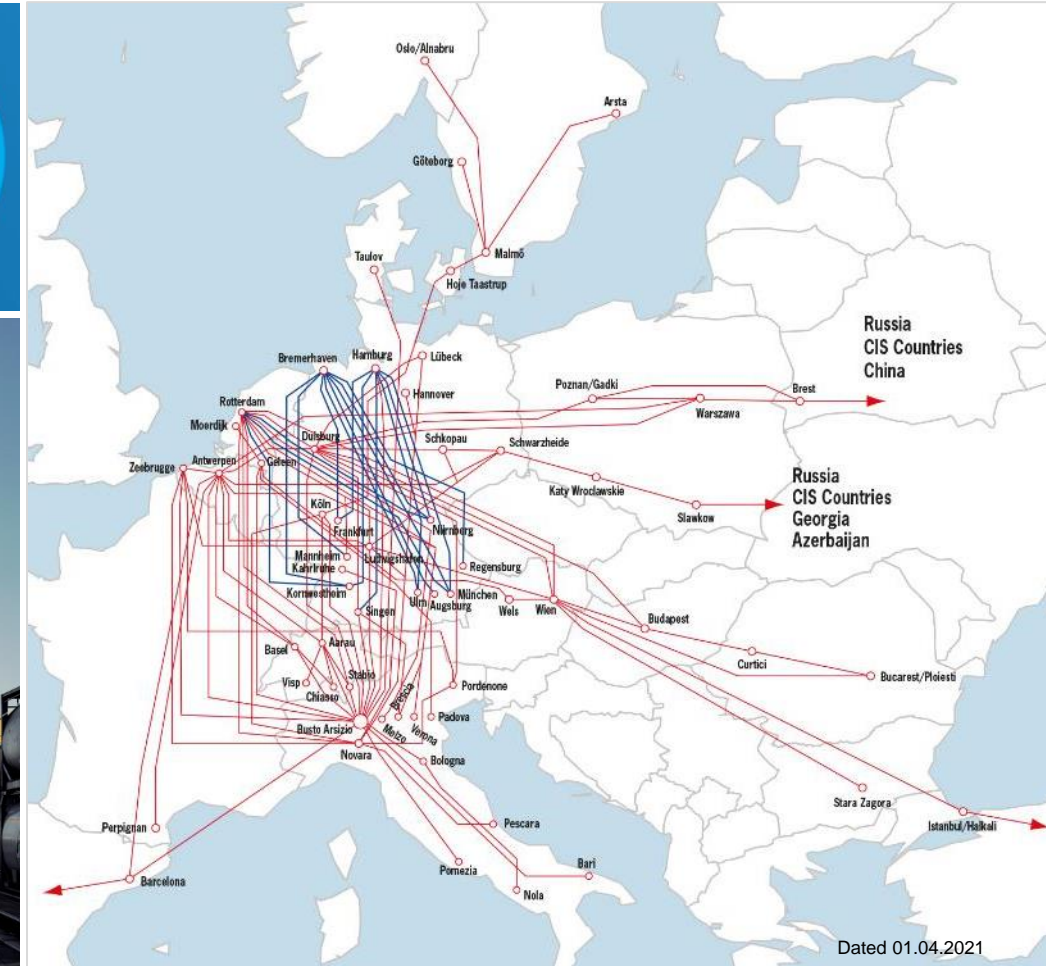 Oslo/Alnabru
Arsta
Göteborg
Malmö
Taulov
Hoje Taastrup
Russia
CIS Countries
China
Bremerhaven
Hamburg
Lübeck
Hannover
Poznan/Gadki
Brest
Warszawa
Rotterdam
Moerdijk
Duisburg
Schkopau
Schwarzheide
Zeebrugge
Antwerpen
Geleen
Katy Wroclawskie
Slawkow
Russia
CIS Countries
Georgia
Azerbaijan
Köln
Frankfurt
Nürnberg
Mannheim
Ludwigshafen
Kahrlruhe
Regensburg
Kornwestheim
Ulm
Augsburg
München
Wels
Wien
Singen
Budapest
Basel
Aarau
Curtici
Bucarest/Ploiesti
Visp
Chiasso
Stabio
Pordenone
Busto Arsizio
Melzo
Brescia
Verona
Padova
Novara
Bologna
Stara Zagora
Istanbul/Halkali
Perpignan
Pescara
Barcelona
Pomezia
Bari
Nola
Dated 01.04.2021